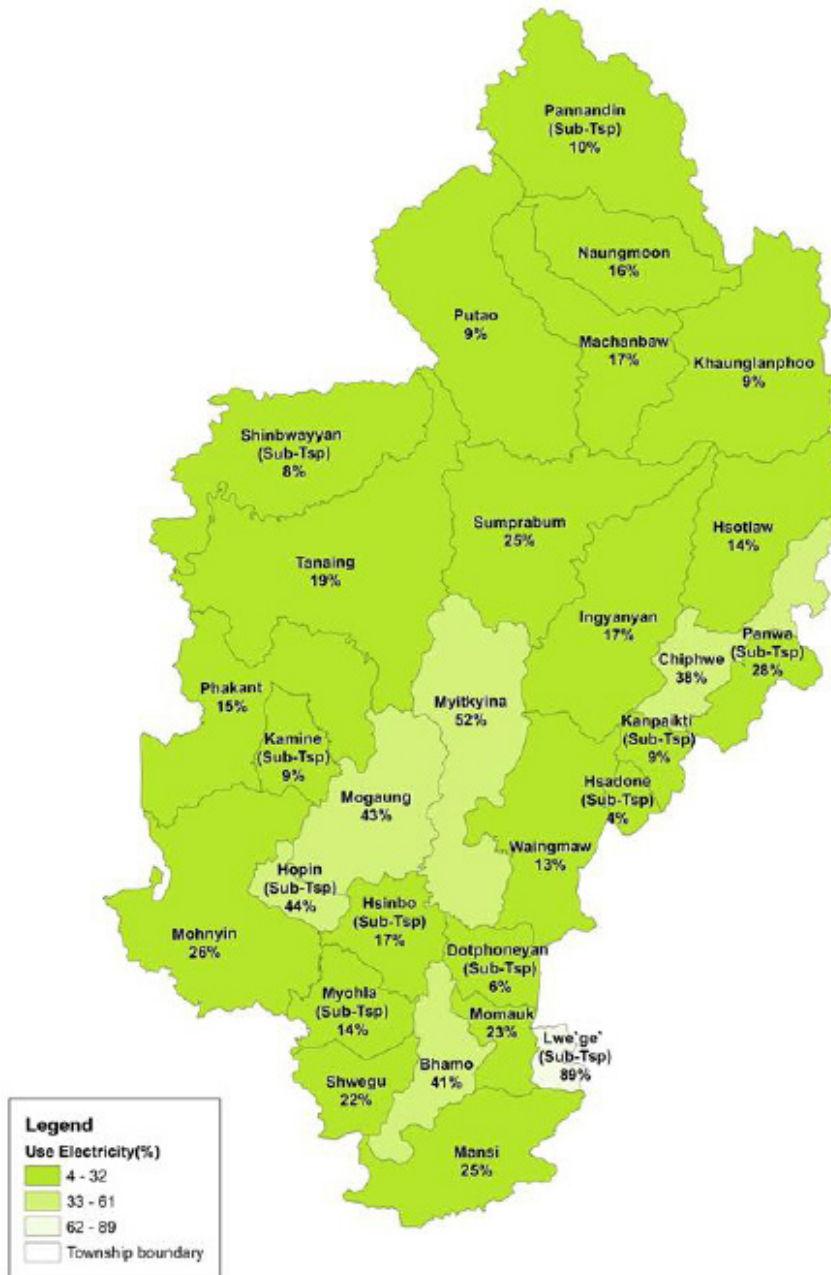 Pannandin
(Sub-Tsp)
10%
Naungmoon
16%
Putao
9%
Machanbaw
17%
Khaunglanphoo
9%
Shinbwayyan
(Sub-Tsp)
8%
Sumprabum
25%
Hsotlaw
14%
Tanaing
19%
Ingyanyan
17%
Panwa
(Sub-Tsp)
28%
Chiphwe
38%
Phakant
15%
Myitkyina
52%
Kanpaikti
(Sub-Tsp)
9%
Kamine
(Sub-Tsp)
9%
Hsadone
(Sub-Tsp)
4%
Mogaung
43%
Waingmaw
13%
Hopin
(Sub-Tsp)
44%
Hsinbo
(Sub-Tsp)
17%
Mohnyin
26%
Dotphoneyan
(Sub-Tsp)
6%
Myohla
(Sub-Tsp)
14%
Momauk
23%
Lwe`ge`
(Sub-Tsp)
89%
Bhamo
41%
Shwegu
22%
Mansi
25%
Legend
Use Electricity(%)
4 - 32
33 - 61
62 - 89
Township boundary